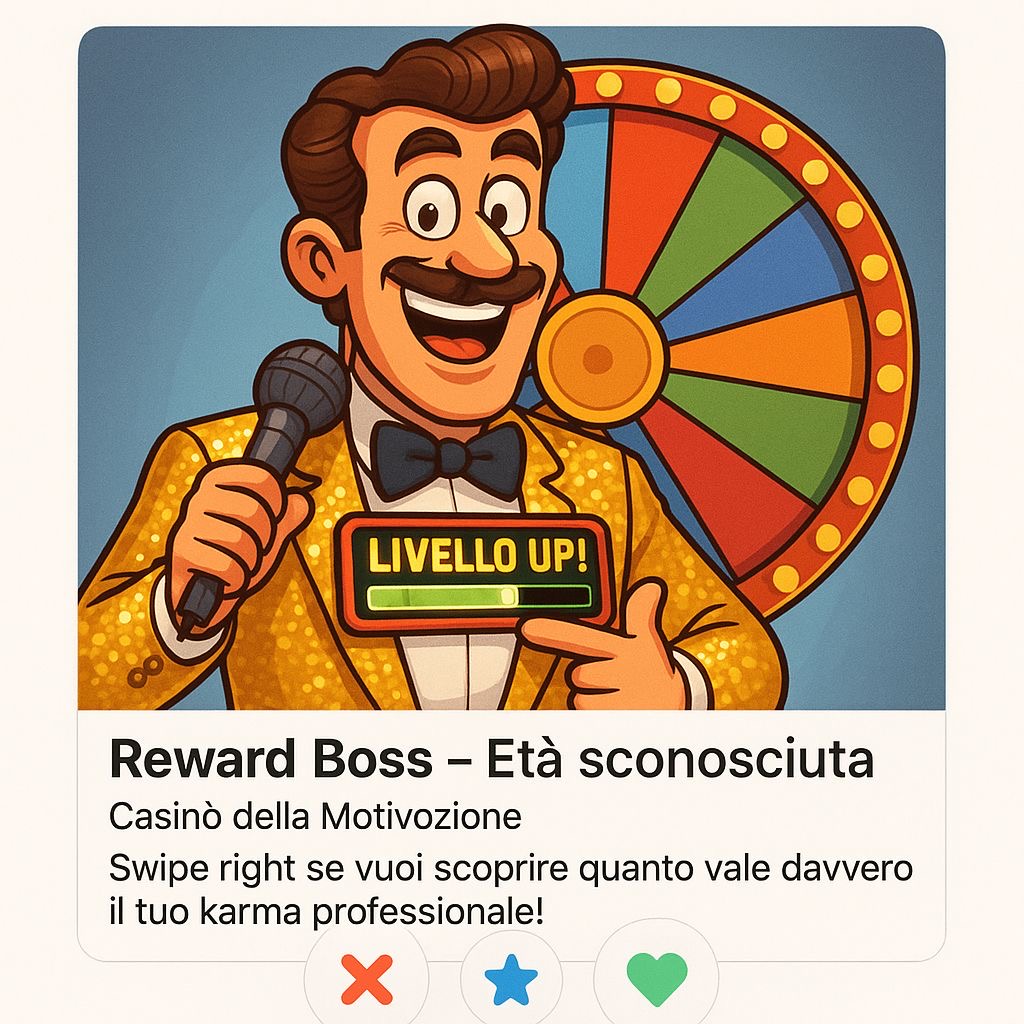 LIVELLO UP!
Reward Boss – Età sconosciuta
Casinò della Motivozione
Swipe right se vuoi scoprire quanto vale davvero
il tuo karma professionale!